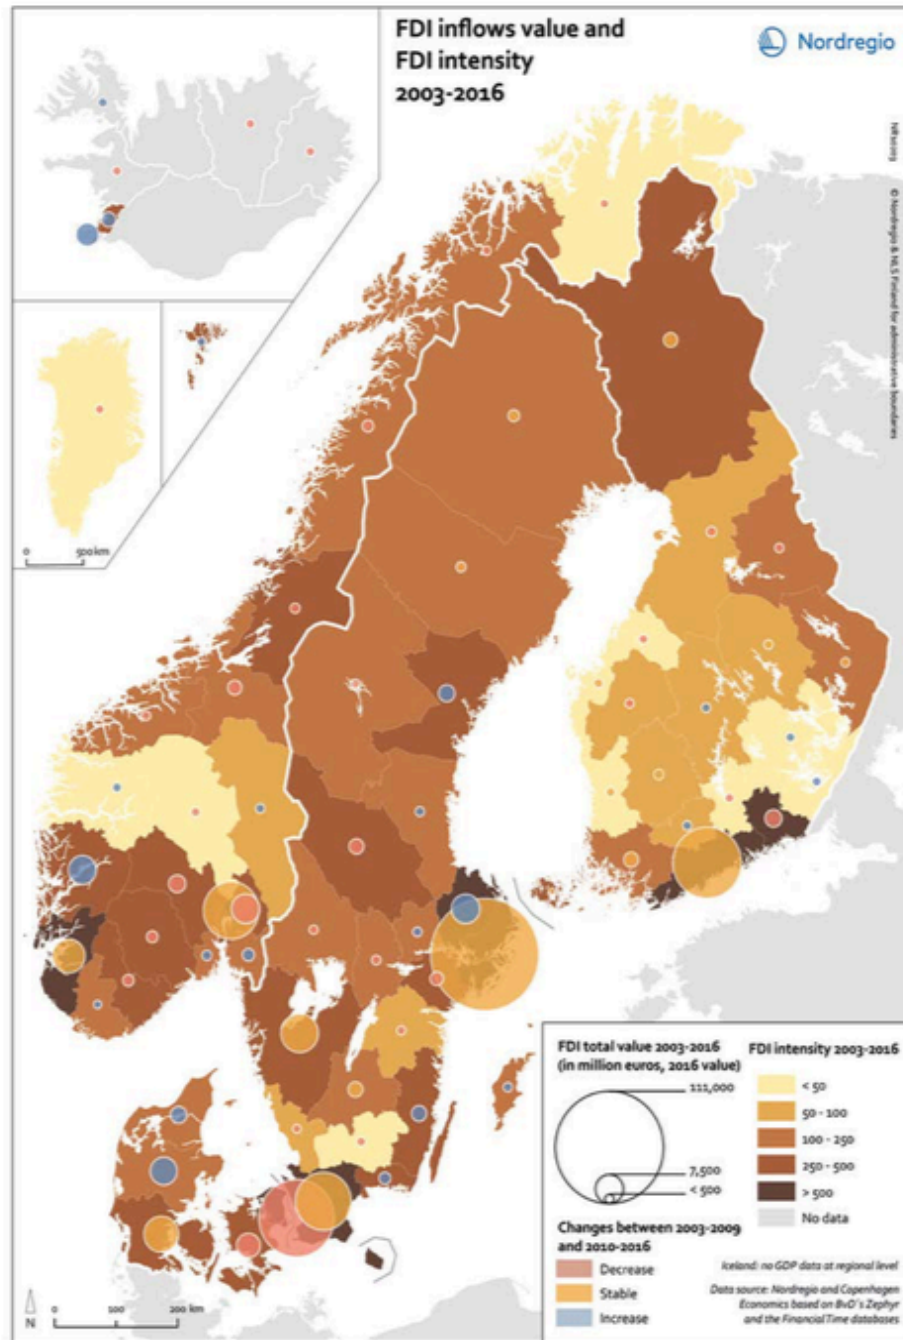 FDI inflows value and
FDI intensity
2003-2016
Nordregio
© Nordregio & NLS Finland for administrative boundaries
0 500 km
FDI total value 2003-2016
(in million euros, 2016 value)
111,000
7,500
< 500
FDI intensity 2003-2016
< 50
50 - 100
100 - 250
250 - 500
> 500
No data
Changes between 2003-2009
and 2010-2016
Decrease
Stable
Increase
Iceland: no GDP data at regional level
Data source: Nordregio and Copenhagen
Economics based on BvD´s Zephyr
and the FinancialTime databases
N
0 100 200 km